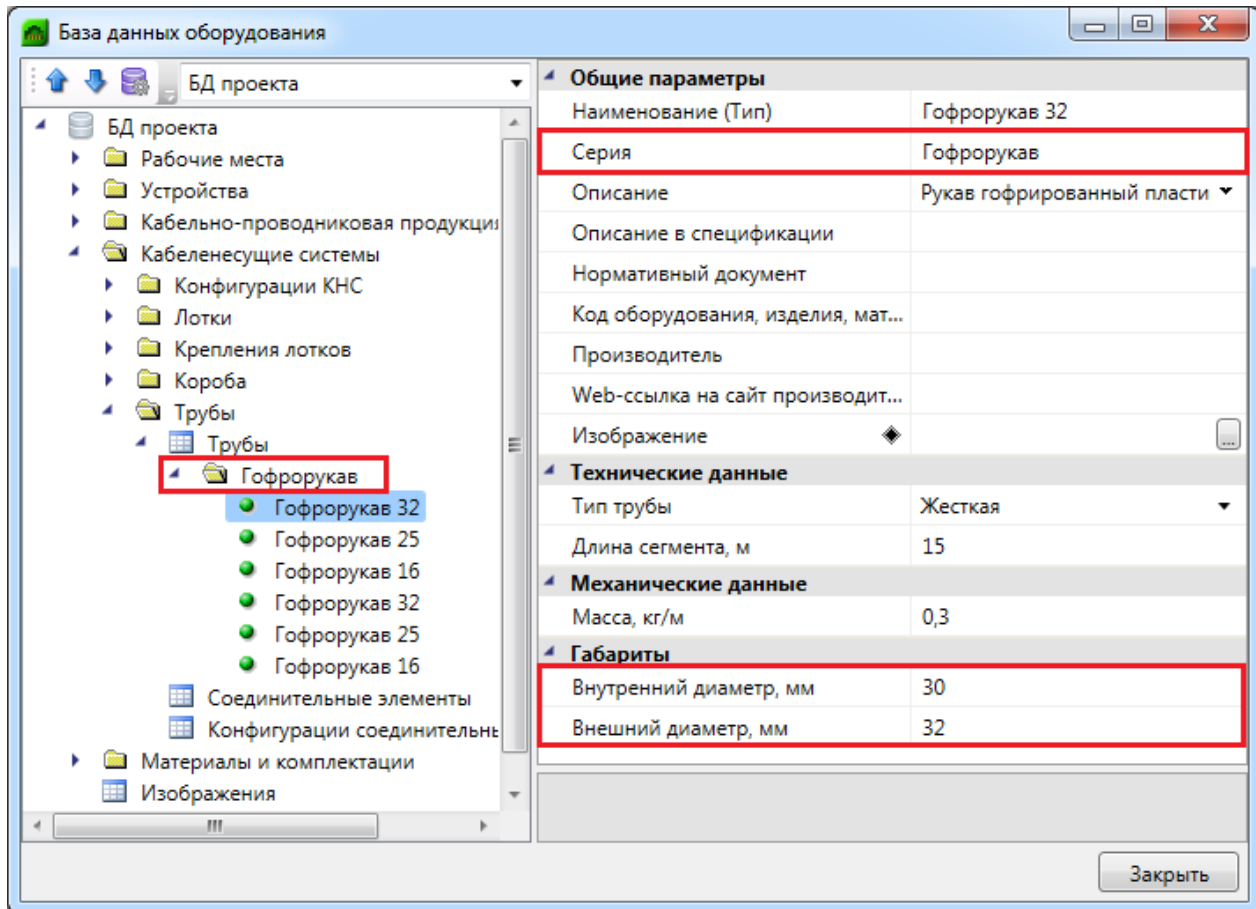 База данных оборудования
БД проекта
БД проекта
Рабочие места
Устройства
Кабельно-проводниковая
Кабеленесущие системы
Конфигурации КНС
Лотки
Крепления лотков
Короба
Трубы
Трубы
Гофрорукав
Гофрорукав 32
Гофрорукав 25
Гофрорукав 16
Гофрорукав 32
Гофрорукав 25
Гофрорукав 16
Соединительные элементы
Конфигурации
Материалы и комплектации
Изображения
Общие параметры
Наименование (Тип) Гофрорукав 32
Серия Гофрорукав
Описание Рукав гофрированный пласти
Описание в спецификации
Нормативный документ
Код оборудования, изделия, мат...
Производитель
Web-ссылка на сайт производит...
Изображение ...
Технические данные
Тип трубы Жесткая
Длина сегмента, м 15
Механические данные
Масса, кг/м 0,3
Габариты
Внутренний диаметр, мм 30
Внешний диаметр, мм 32
Закрыть